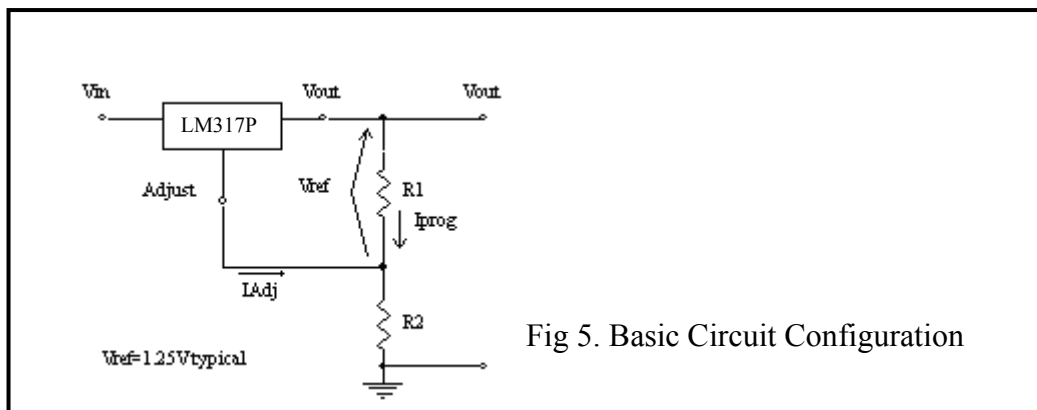 Vin
Vout
Vout
LM317P
Adjust
Vref
R1
Iprog
IAdj
R2
Vref=1.25Vtypical
Fig 5. Basic Circuit Configuration